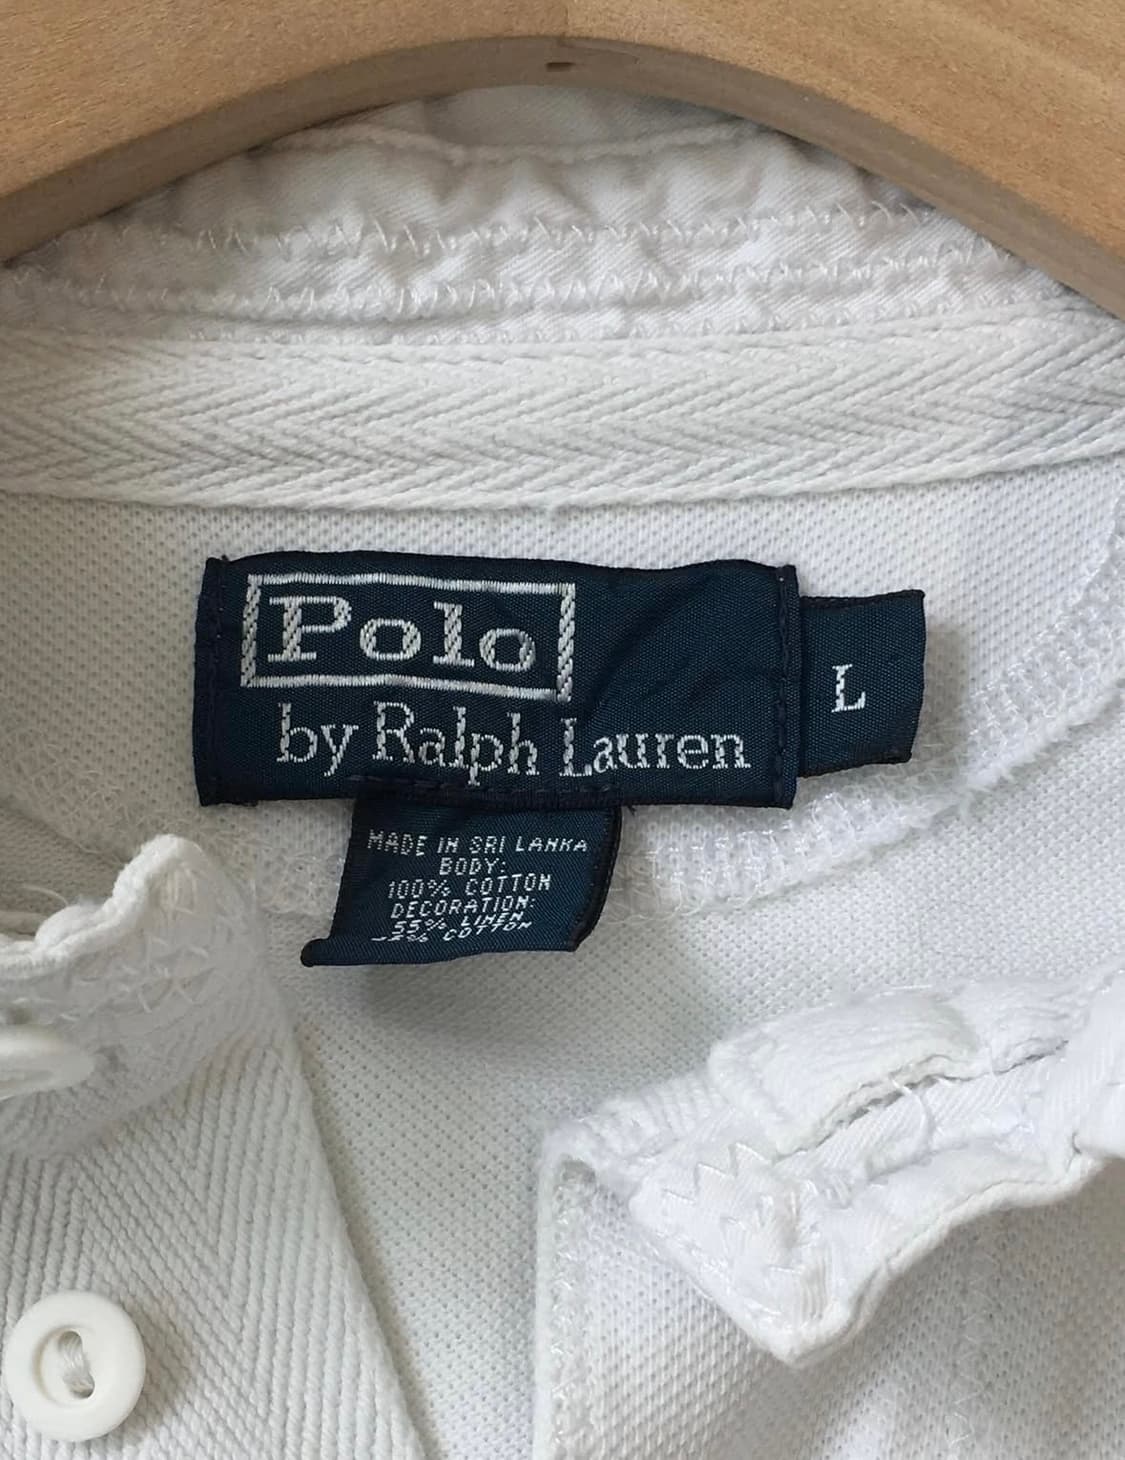 Polo
by Ralph Lauren
L
MADE IN SRI LANKA
BODY:
100% COTTON
DECORATION:
55% LINEN
COTTON